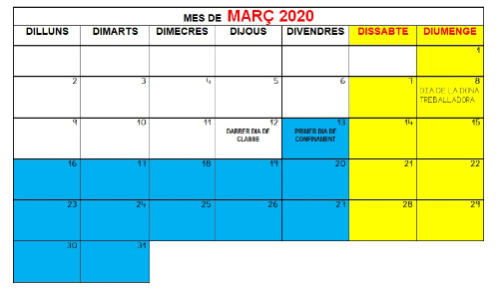 MES DE MARÇ 2020
DILLUNS DIMARTS DIMECRES DIJOUS DIVENDRES DISSABTE DIUMENGE
1
2 3 4 5 6 7 8
DIA DE LA DONA
TREBALLADORA
9 10 11 12 13 14 15
DARRER DIA DE
CLASSE
PRIMER DIA DE
CONFINAMENT
16 17 18 19 20 21 22
23 24 25 26 27 28 29
30 31